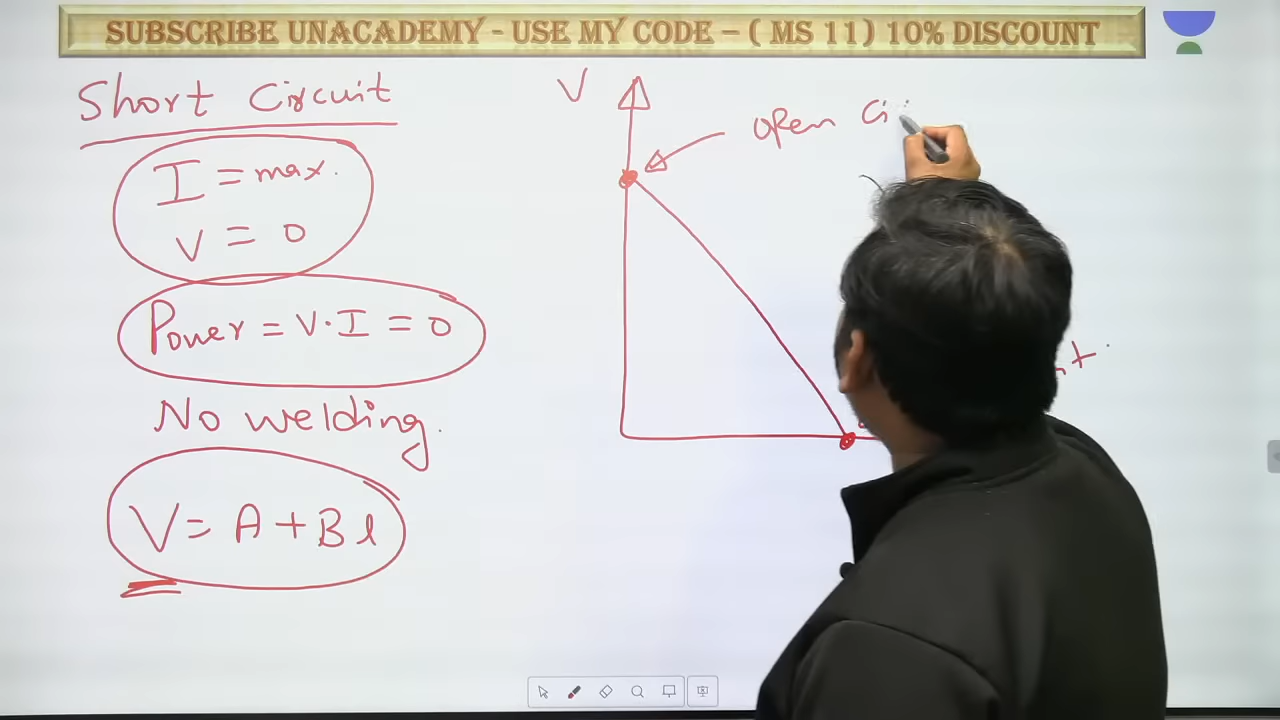 SUBSCRIBE UNACADEMY - USE MY CODE - ( MS 11) 10% DISCOUNT
Short Circuit
I = max.
V = 0
Power = V·I = 0
No welding.
V = A + Bl
V
open Ci